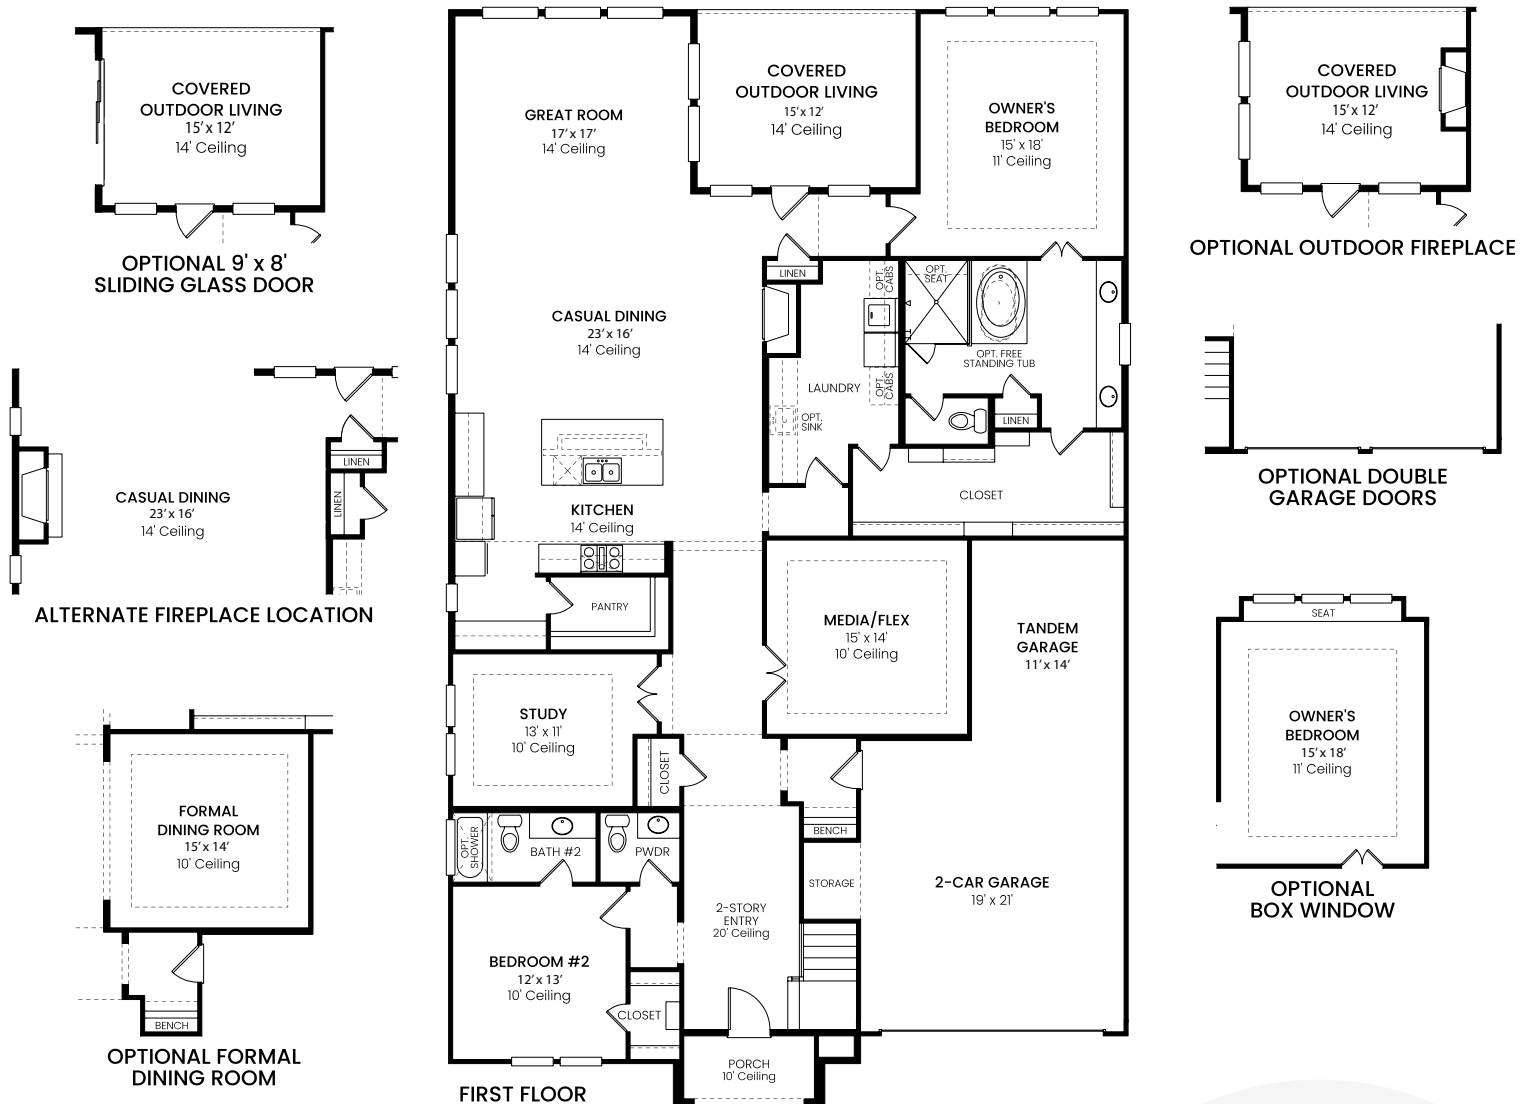 COVERED
OUTDOOR LIVING
15' x 12'
14' Ceiling
OPTIONAL 9' x 8'
SLIDING GLASS DOOR
CASUAL DINING
23' x 16'
14' Ceiling
LINEN
LINEN
ALTERNATE FIREPLACE LOCATION
FORMAL
DINING ROOM
15' x 14'
10' Ceiling
BENCH
OPTIONAL FORMAL
DINING ROOM
GREAT ROOM
17' x 17'
14' Ceiling
COVERED
OUTDOOR LIVING
15' x 12'
14' Ceiling
OWNER'S
BEDROOM
15' x 18'
11' Ceiling
LINEN
OPT.
CABS
OPT.
SEAT
CASUAL DINING
23' x 16'
14' Ceiling
OPT. FREE
STANDING TUB
LAUNDRY
OPT.
CABS
OPT.
SINK
LINEN
KITCHEN
14' Ceiling
CLOSET
PANTRY
MEDIA/FLEX
15' x 14'
10' Ceiling
TANDEM
GARAGE
11' x 14'
STUDY
13' x 11'
10' Ceiling
CLOSET
BENCH
OPT.
SHOWER
BATH #2
PWDR
STORAGE
2-CAR GARAGE
19' x 21'
2-STORY
ENTRY
20' Ceiling
BEDROOM #2
12' x 13'
10' Ceiling
CLOSET
PORCH
10' Ceiling
FIRST FLOOR
COVERED
OUTDOOR LIVING
15' x 12'
14' Ceiling
OPTIONAL OUTDOOR FIREPLACE
OPTIONAL DOUBLE
GARAGE DOORS
SEAT
OWNER'S
BEDROOM
15' x 18'
11' Ceiling
OPTIONAL
BOX WINDOW